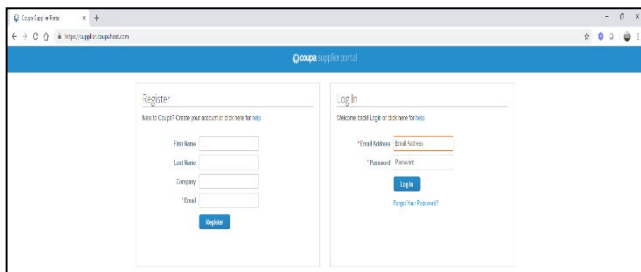 Coupa Supplier Portal
https://supplier.coupahost.com
coupa supplier portal
Register
New to Coupa? Create your account or click here for help
First Name
Last Name
Company
*Email
Register
Log In
Welcome back! Login or click here for help
*Email Address Email Address
*Password Password
Log In
Forgot Your Password?